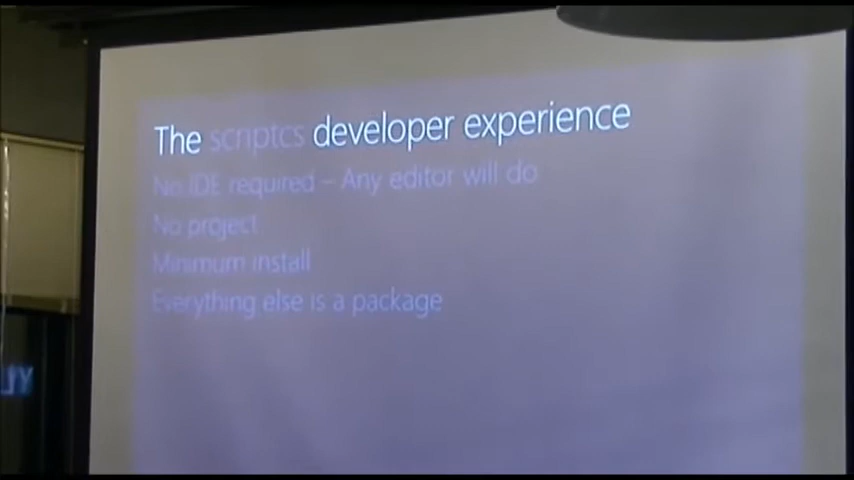 The scriptcs developer experience
No IDE required – Any editor will do
No project
Minimum install
Everything else is a package